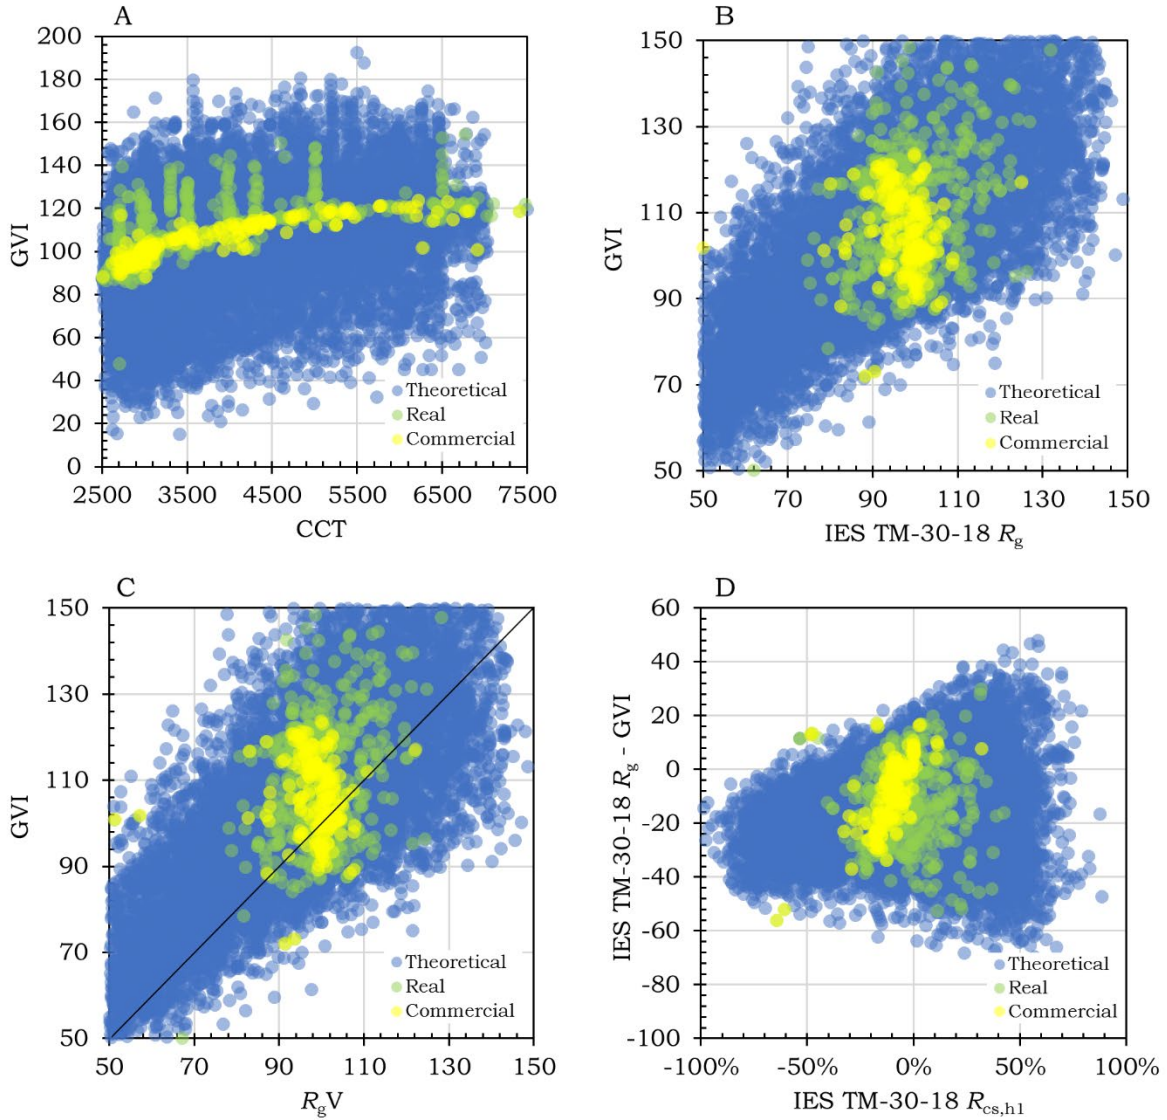 A
GVI
200
180
160
140
120
100
80
60
40
20
0
2500
3500
4500
5500
6500
7500
CCT
Theoretical
Real
Commercial
B
GVI
150
130
110
90
70
50
50
70
90
110
130
150
IES TM-30-18 Rg
Theoretical
Real
Commercial
C
GVI
150
130
110
90
70
50
50
70
90
110
130
150
RgV
Theoretical
Real
Commercial
D
IES TM-30-18 Rg - GVI
60
40
20
0
-20
-40
-60
-80
-100
-100%
-50%
0%
50%
100%
IES TM-30-18 Rcs,h1
Theoretical
Real
Commercial